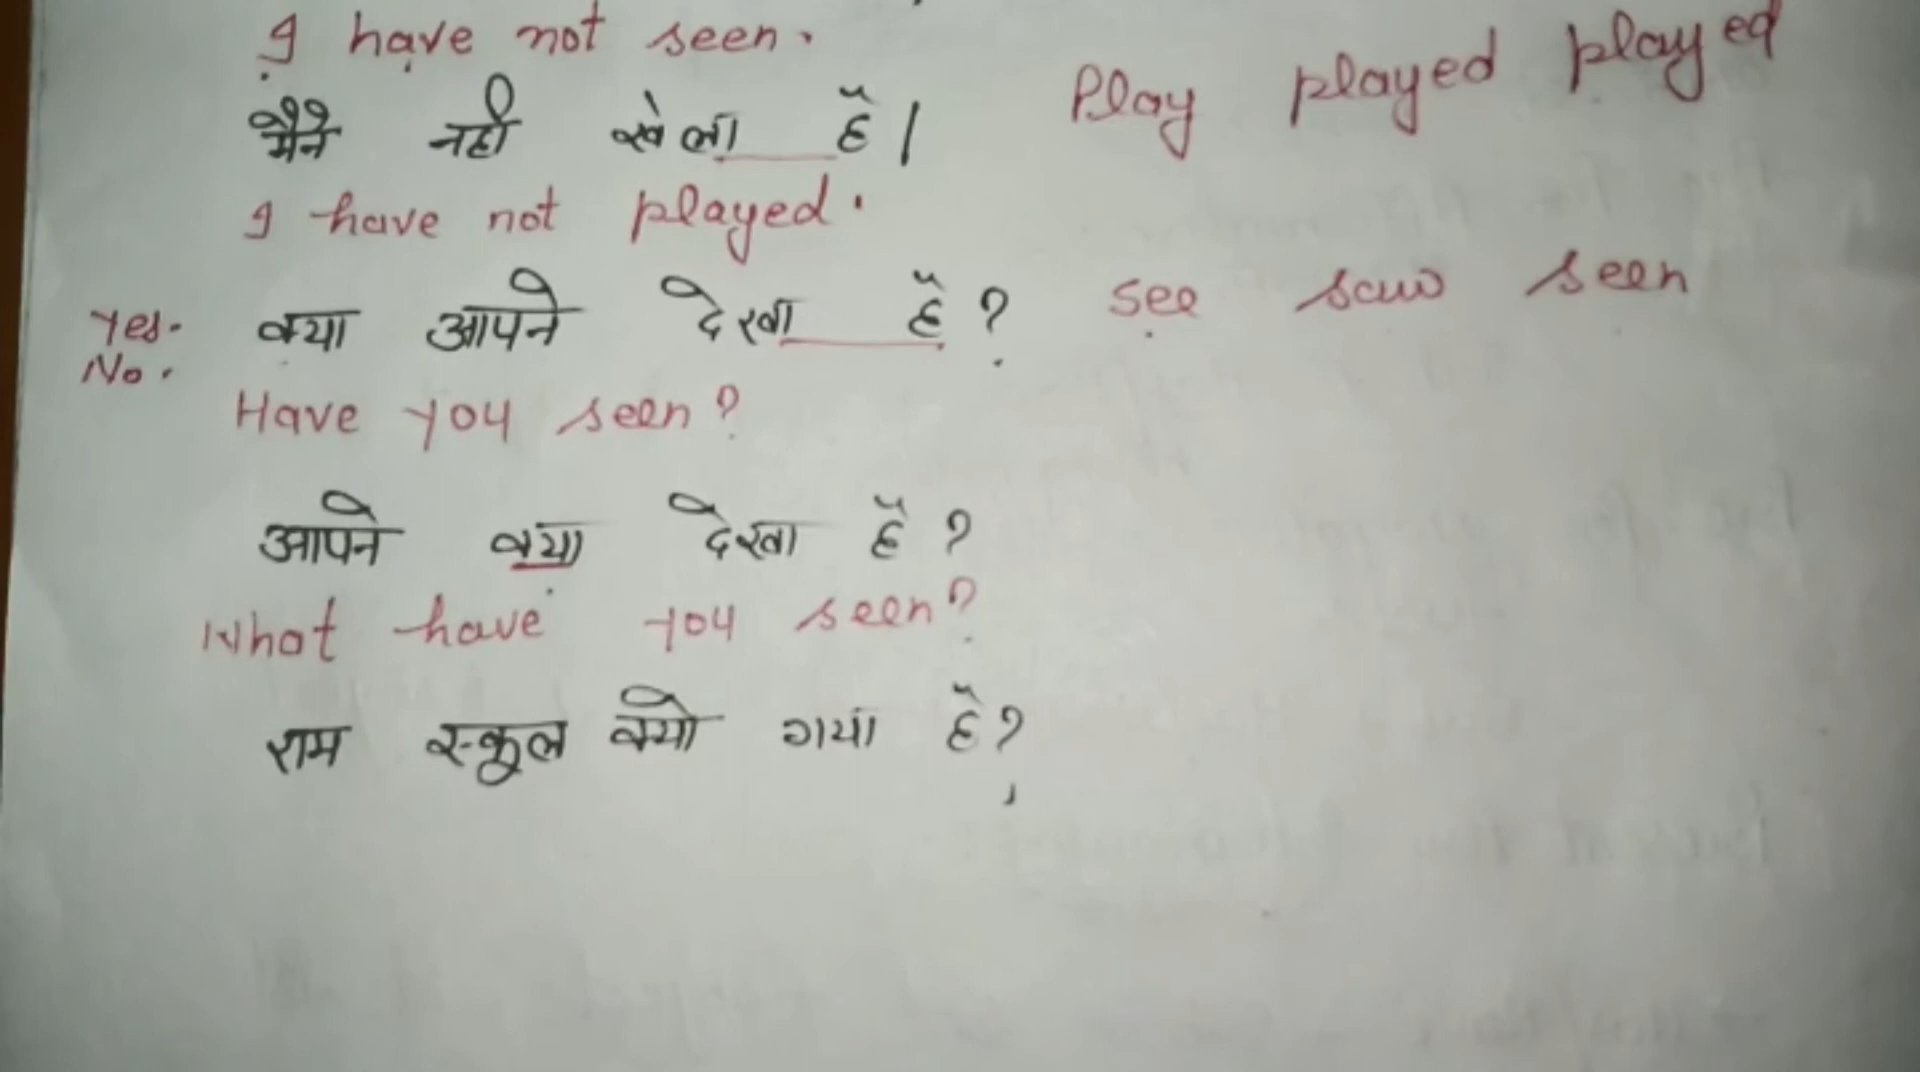 I have not seen.
मैने नही खेला है। Play played played
I have not played.
Yes. क्या आपने देखा है? see saw seen
No.
Have you seen?
आपने क्या देखा है?
What have you seen?
राम स्कूल क्यो गया है?